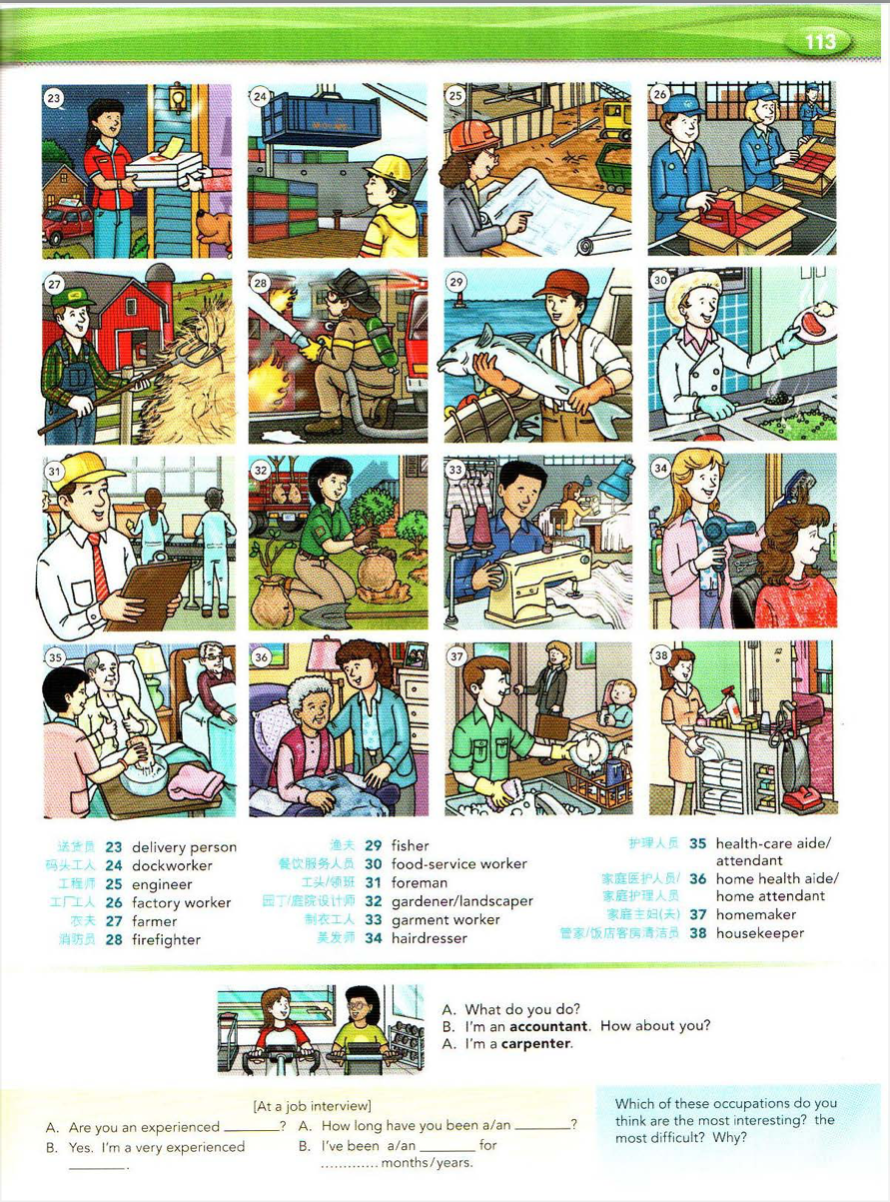 113
23
24
25
26
27
28
29
30
31
32
33
34
35
36
37
38
送货员 23 delivery person
码头工人 24 dockworker
工程师 25 engineer
工厂工人 26 factory worker
农夫 27 farmer
消防员 28 firefighter
渔夫 29 fisher
餐饮服务人员 30 food-service worker
工头/领班 31 foreman
园丁/庭院设计师 32 gardener/landscaper
制衣工人 33 garment worker
美发师 34 hairdresser
护理人员 35 health-care aide/
attendant
家庭医护人员/ 36 home health aide/
家庭护理人员 home attendant
家庭主妇(夫) 37 homemaker
管家/饭店客房清洁员 38 housekeeper
A. What do you do?
B. I'm an accountant. How about you?
A. I'm a carpenter.
[At a job interview]
A. Are you an experienced ________?
B. Yes. I'm a very experienced
________.
A. How long have you been a/an ________?
B. I've been a/an ________ for
............. months/years.
Which of these occupations do you
think are the most interesting? the
most difficult? Why?